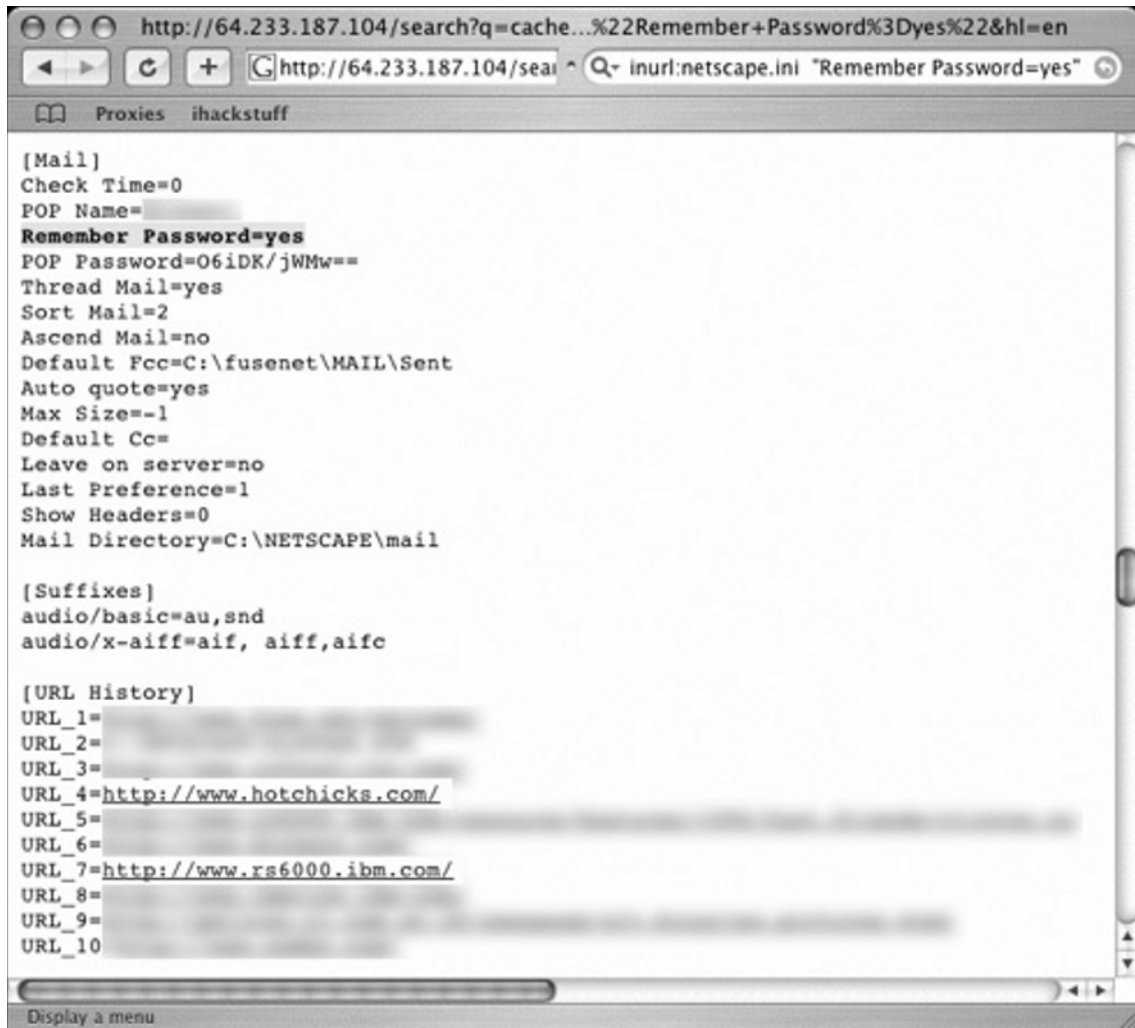 http://64.233.187.104/search?q=cache...%22Remember+Password%3Dyes%22&hl=en
http://64.233.187.104/sear
inurl:netscape.ini "Remember Password=yes"
Proxies ihackstuff
[Mail]
Check Time=0
POP Name=
Remember Password=yes
POP Password=O6iDK/jWMw==
Thread Mail=yes
Sort Mail=2
Ascend Mail=no
Default Fcc=C:\fusenet\MAIL\Sent
Auto quote=yes
Max Size=-1
Default Cc=
Leave on server=no
Last Preference=1
Show Headers=0
Mail Directory=C:\NETSCAPE\mail
[Suffixes]
audio/basic=au,snd
audio/x-aiff=aif, aiff,aifc
[URL History]
URL_1=
URL_2=
URL_3=
URL_4=http://www.hotchicks.com/
URL_5=
URL_6=
URL_7=http://www.rs6000.ibm.com/
URL_8=
URL_9=
URL_10
Display a menu